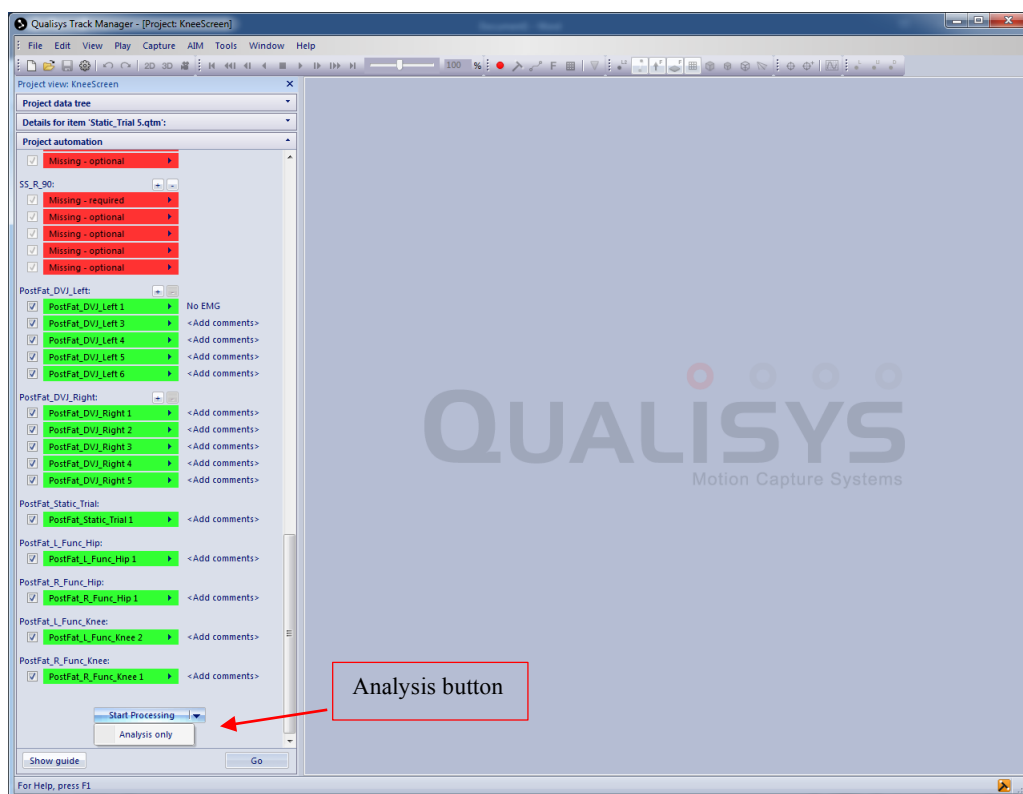 Qualisys Track Manager - [Project: KneeScreen]
File Edit View Play Capture AIM Tools Window Help
2D 3D 100 % F
Project view: KneeScreen
Project data tree
Details for item 'Static_Trial 5.qtm':
Project automation
Missing - optional
SS_R_90:
Missing - required
Missing - optional
Missing - optional
Missing - optional
Missing - optional
PostFat_DVJ_Left:
PostFat_DVJ_Left 1 No EMG
PostFat_DVJ_Left 3 <Add comments>
PostFat_DVJ_Left 4 <Add comments>
PostFat_DVJ_Left 5 <Add comments>
PostFat_DVJ_Left 6 <Add comments>
PostFat_DVJ_Right:
PostFat_DVJ_Right 1 <Add comments>
PostFat_DVJ_Right 2 <Add comments>
PostFat_DVJ_Right 3 <Add comments>
PostFat_DVJ_Right 4 <Add comments>
PostFat_DVJ_Right 5 <Add comments>
PostFat_Static_Trial:
PostFat_Static_Trial 1 <Add comments>
PostFat_L_Func_Hip:
PostFat_L_Func_Hip 1 <Add comments>
PostFat_R_Func_Hip:
PostFat_R_Func_Hip 1 <Add comments>
PostFat_L_Func_Knee:
PostFat_L_Func_Knee 2 <Add comments>
PostFat_R_Func_Knee:
PostFat_R_Func_Knee 1 <Add comments>
Start Processing
Analysis only
Show guide Go
For Help, press F1
QUALISYS
Motion Capture Systems
Analysis button